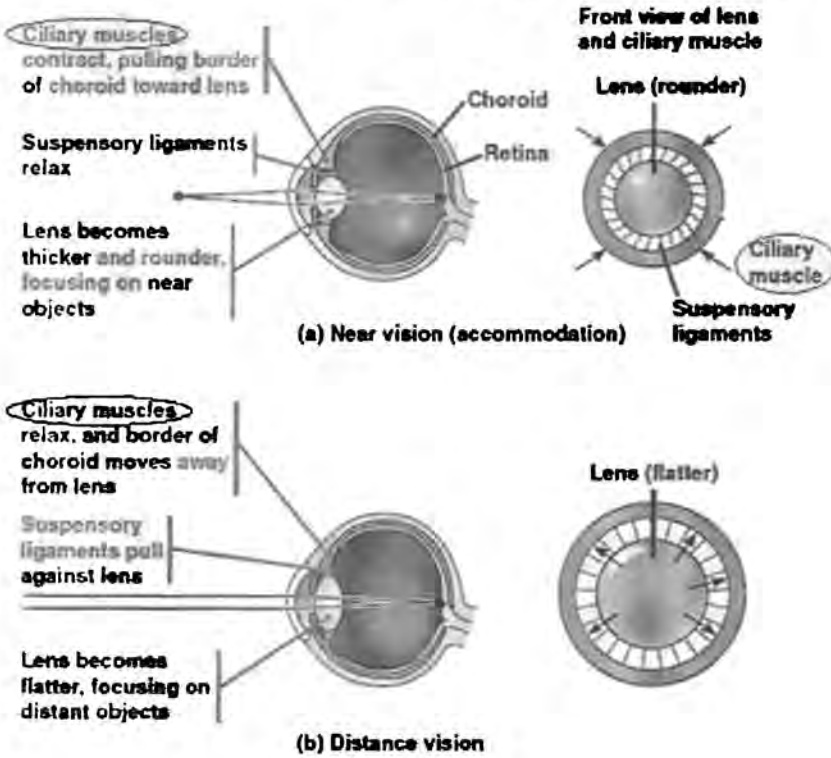 Ciliary muscles
contract, pulling border
of choroid toward lens
Suspensory ligaments
relax
Lens becomes
thicker and rounder,
focusing on near
objects
Choroid
Retina
Front view of lens
and ciliary muscle
Lens (rounder)
Ciliary
muscle
Suspensory
ligaments
(a) Near vision (accommodation)
Ciliary muscles
relax, and border of
choroid moves away
from lens
Suspensory
ligaments pull
against lens
Lens becomes
flatter, focusing on
distant objects
Lens (flatter)
(b) Distance vision